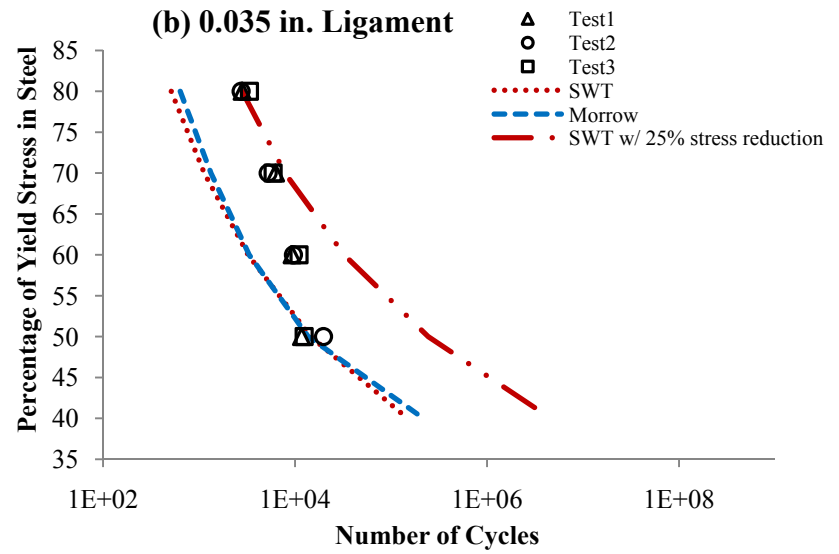 (b) 0.035 in. Ligament
Test1
Test2
Test3
SWT
Morrow
SWT w/ 25% stress reduction
Percentage of Yield Stress in Steel
85
80
75
70
65
60
55
50
45
40
35
1E+02
1E+04
1E+06
1E+08
Number of Cycles